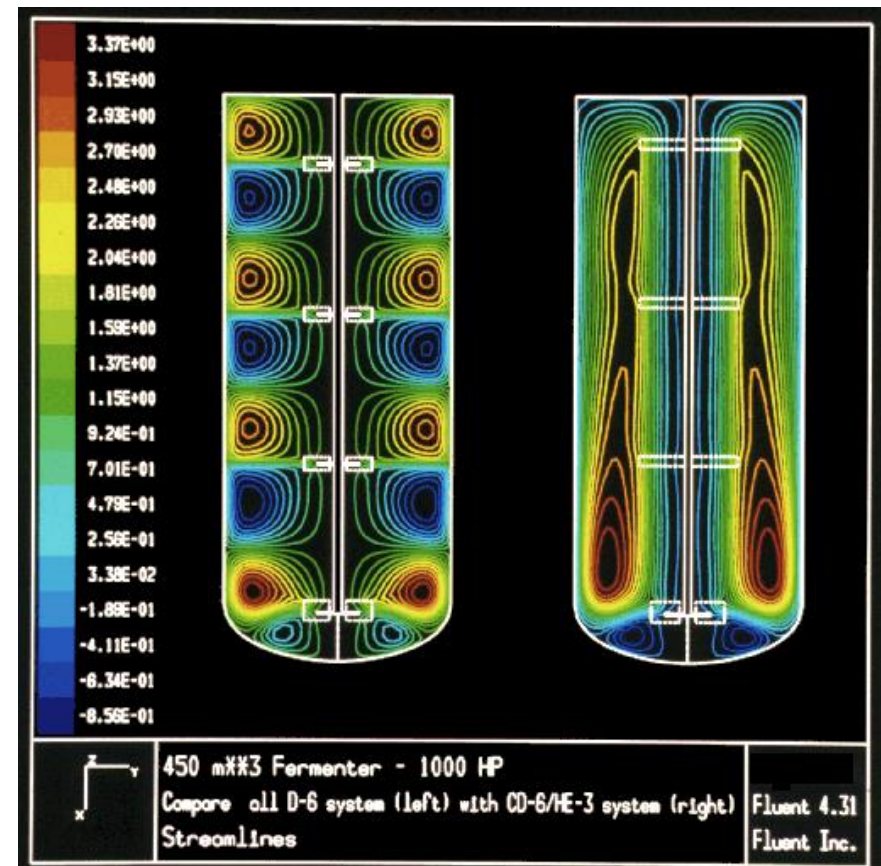 3.37E+00
3.15E+00
2.93E+00
2.70E+00
2.48E+00
2.26E+00
2.04E+00
1.81E+00
1.59E+00
1.37E+00
1.15E+00
9.24E-01
7.01E-01
4.79E-01
2.56E-01
3.38E-02
-1.89E-01
-4.11E-01
-6.34E-01
-8.56E-01
Z
Y
X
450 m**3 Fermenter - 1000 HP
Compare all D-6 system (left) with CD-6/HE-3 system (right)
Streamlines
Fluent 4.31
Fluent Inc.